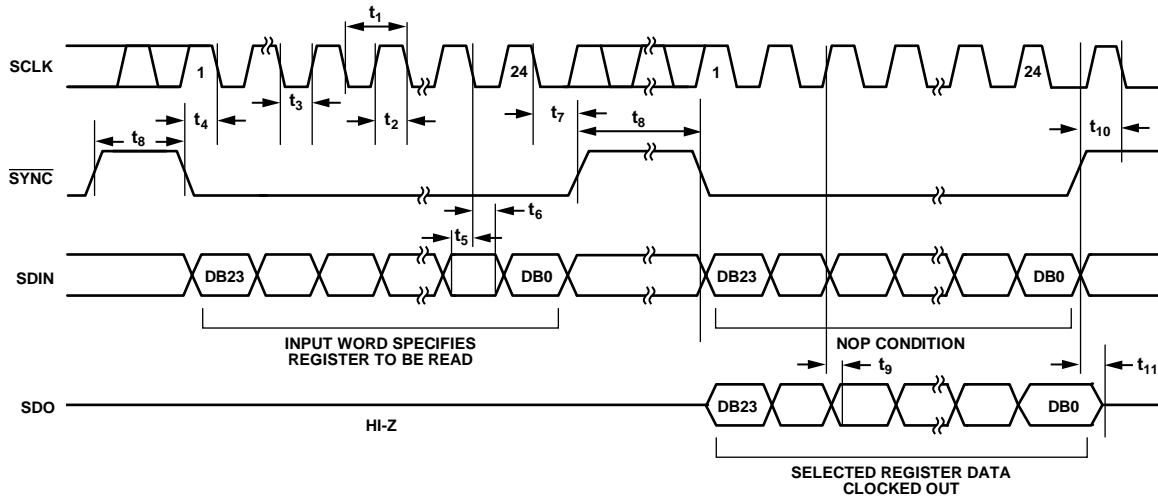 t1
SCLK
1
24
1
24
t3
t2
t4
t7
t8
t8
t10
SYNC
t6
t5
SDIN
DB23
DB0
DB23
DB0
INPUT WORD SPECIFIES
REGISTER TO BE READ
NOP CONDITION
t9
t11
SDO
DB23
DB0
HI-Z
SELECTED REGISTER DATA
CLOCKED OUT